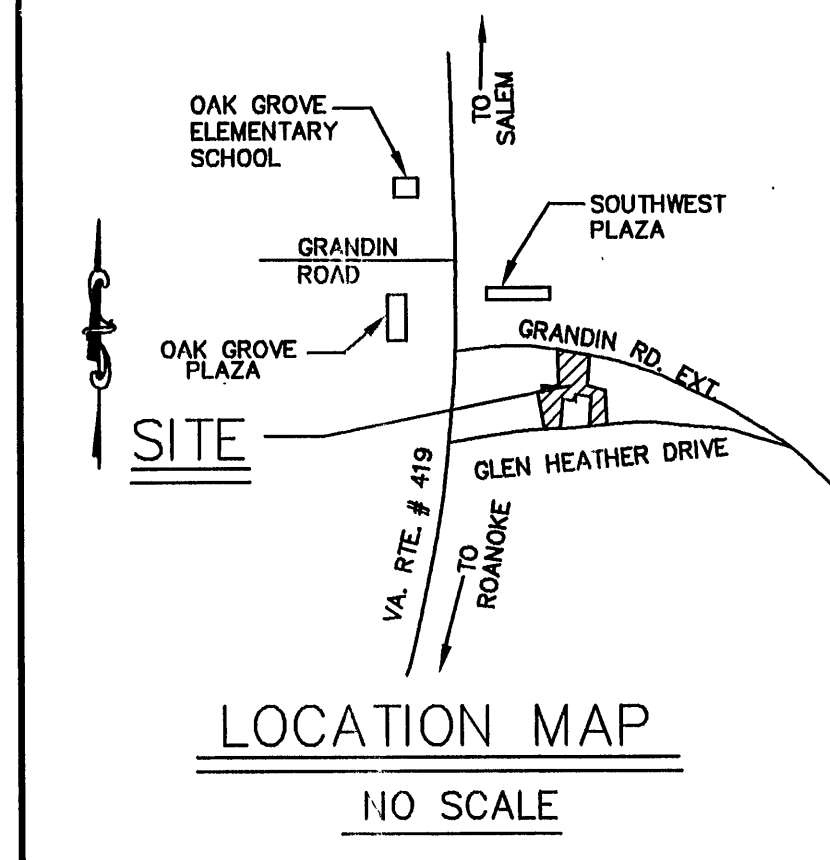 TO
SALEM
OAK GROVE
ELEMENTARY
SCHOOL
SOUTHWEST
PLAZA
GRANDIN
ROAD
OAK GROVE
PLAZA
GRANDIN RD. EXT.
SITE
GLEN HEATHER DRIVE
VA. RTE. # 419
TO
ROANOKE
LOCATION MAP
NO SCALE